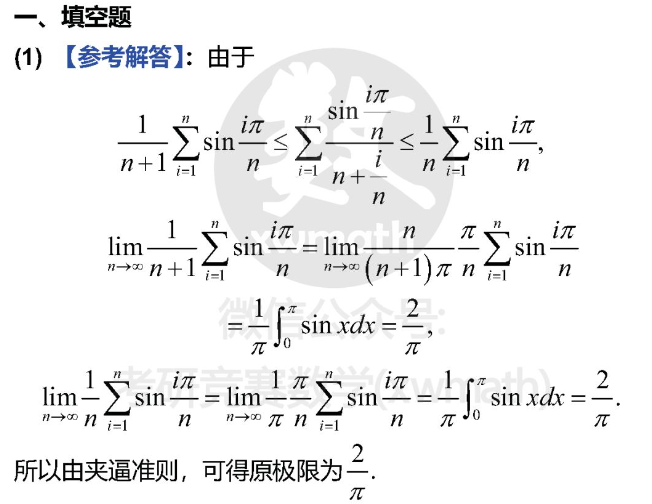 一、填空题
(1) 【参考解答】：由于
\frac{1}{n+1}\sum_{i=1}^{n}\sin\frac{i\pi}{n} \le \sum_{i=1}^{n}\frac{\sin\frac{i\pi}{n}}{n+\frac{i}{n}} \le \frac{1}{n}\sum_{i=1}^{n}\sin\frac{i\pi}{n},
\lim_{n\to\infty}\frac{1}{n+1}\sum_{i=1}^{n}\sin\frac{i\pi}{n} = \lim_{n\to\infty}\frac{n}{(n+1)\pi}\frac{\pi}{n}\sum_{i=1}^{n}\sin\frac{i\pi}{n}
xwmath
微信公众号:
= \frac{1}{\pi}\int_{0}^{\pi}\sin xdx = \frac{2}{\pi},
考研竞赛数学(xwmath)
\lim_{n\to\infty}\frac{1}{n}\sum_{i=1}^{n}\sin\frac{i\pi}{n} = \lim_{n\to\infty}\frac{1}{\pi}\frac{\pi}{n}\sum_{i=1}^{n}\sin\frac{i\pi}{n} = \frac{1}{\pi}\int_{0}^{\pi}\sin xdx = \frac{2}{\pi}.
所以由夹逼准则，可得原极限为\frac{2}{\pi}.